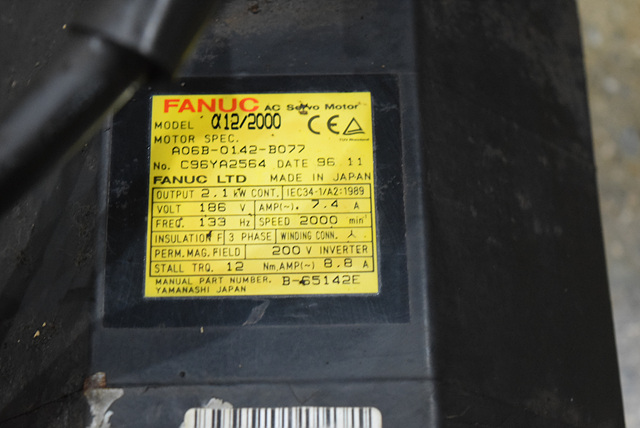 FANUC AC Servo Motor
MODEL α12/2000 CE
MOTOR SPEC.
A06B-0142-B077
No. C96YA2564 DATE 96.11
FANUC LTD MADE IN JAPAN
OUTPUT 2.1 kW CONT. IEC34-1/A2:1989
VOLT 186 V AMP(~). 7.4 A
FREQ. 133 Hz SPEED 2000 min⁻¹
INSULATION F 3 PHASE WINDING CONN. 人
PERM. MAG. FIELD 200 V INVERTER
STALL TRQ. 12 Nm, AMP(~) 8.8 A
MANUAL PART NUMBER. B-65142E
YAMANASHI JAPAN